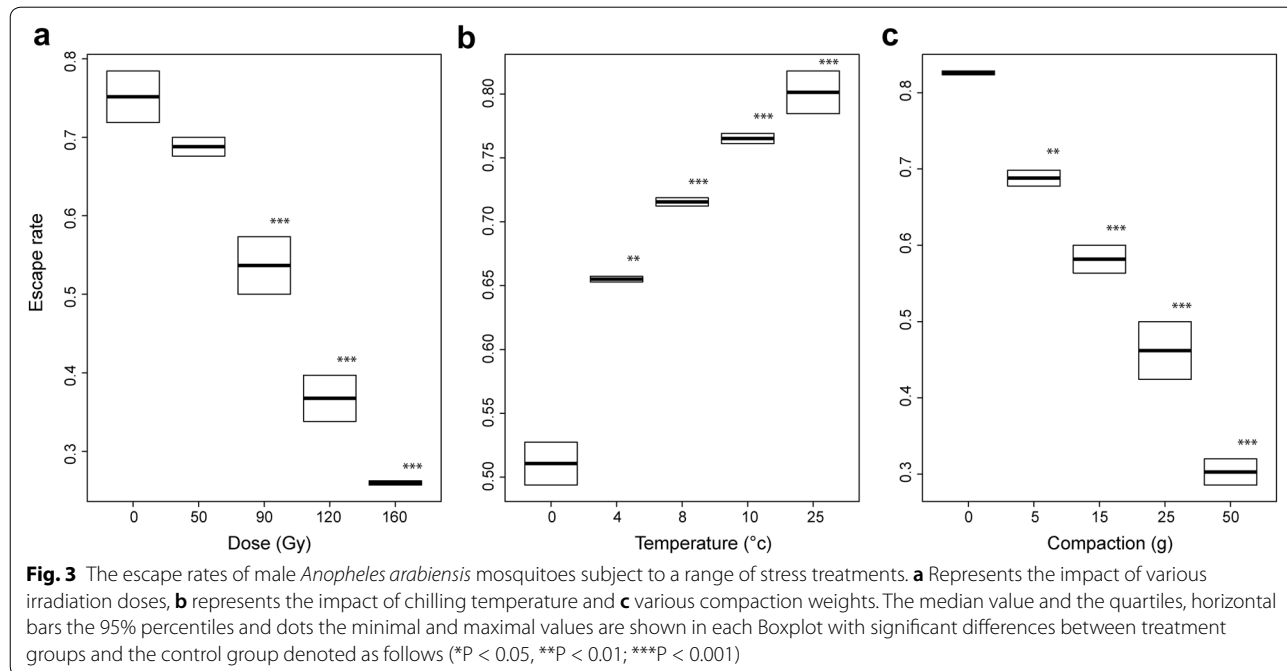 a
b
c
Escape rate
0.8
0.7
0.6
0.5
0.4
0.3
***
***
***
0 50 90 120 160
Dose (Gy)
0.80
0.75
0.70
0.65
0.60
0.55
0.50
**
***
***
***
0 4 8 10 25
Temperature (°c)
0.8
0.7
0.6
0.5
0.4
0.3
**
***
***
***
0 5 15 25 50
Compaction (g)
Fig. 3 The escape rates of male Anopheles arabiensis mosquitoes subject to a range of stress treatments. a Represents the impact of various
irradiation doses, b represents the impact of chilling temperature and c various compaction weights. The median value and the quartiles, horizontal
bars the 95% percentiles and dots the minimal and maximal values are shown in each Boxplot with significant differences between treatment
groups and the control group denoted as follows (*P < 0.05, **P < 0.01; ***P < 0.001)